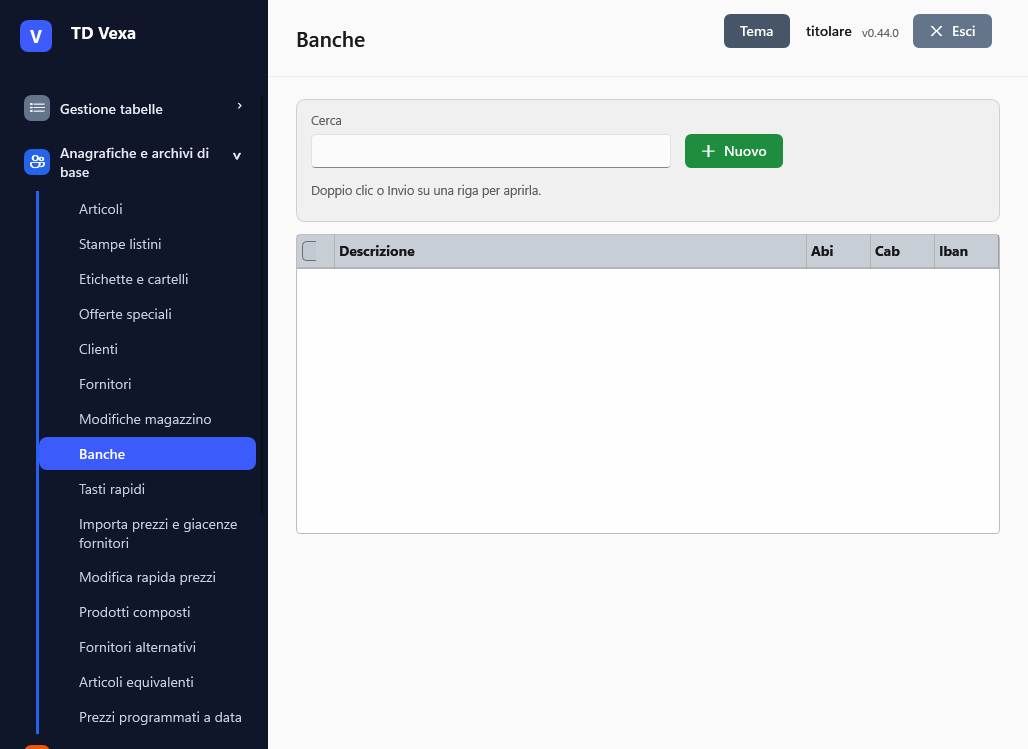 V
TD Vexa
Gestione tabelle
Anagrafiche e archivi di
base
Articoli
Stampe listini
Etichette e cartelli
Offerte speciali
Clienti
Fornitori
Modifiche magazzino
Banche
Tasti rapidi
Importa prezzi e giacenze
fornitori
Modifica rapida prezzi
Prodotti composti
Fornitori alternativi
Articoli equivalenti
Prezzi programmati a data
Banche
Tema
titolare
v0.44.0
Esci
Cerca
Nuovo
Doppio clic o Invio su una riga per aprirla.
Descrizione
Abi
Cab
Iban